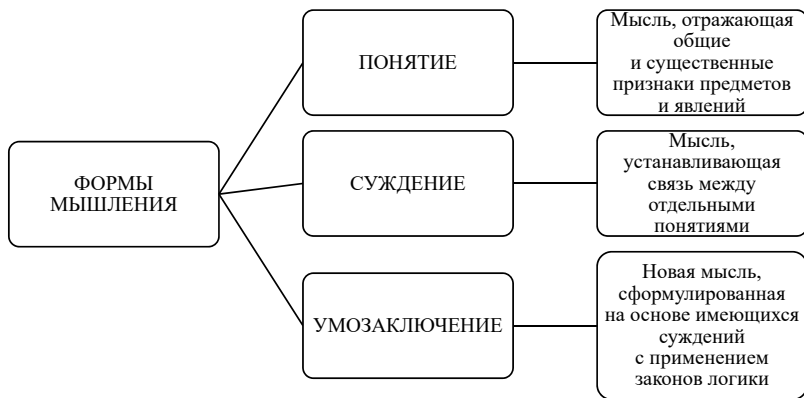 ФОРМЫ
МЫШЛЕНИЯ
ПОНЯТИЕ
Мысль, отражающая
общие
и существенные
признаки предметов
и явлений
СУЖДЕНИЕ
Мысль,
устанавливающая
связь между
отдельными
понятиями
УМОЗАКЛЮЧЕНИЕ
Новая мысль,
сформулированная
на основе имеющихся
суждений
с применением
законов логики